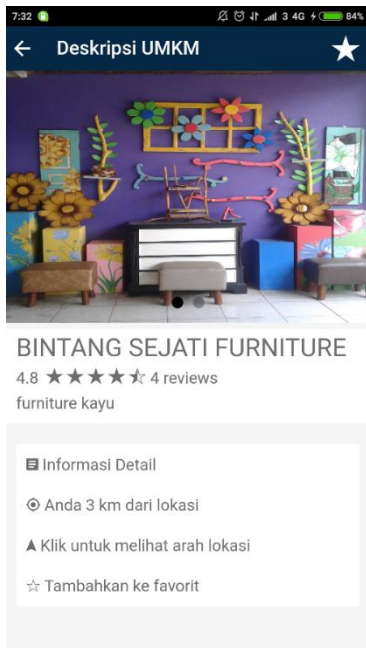 7:32 3 4G 84%
Deskripsi UMKM
BINTANG SEJATI FURNITURE
4.8 ★★★★⯪ 4 reviews
furniture kayu
Informasi Detail
Anda 3 km dari lokasi
Klik untuk melihat arah lokasi
Tambahkan ke favorit